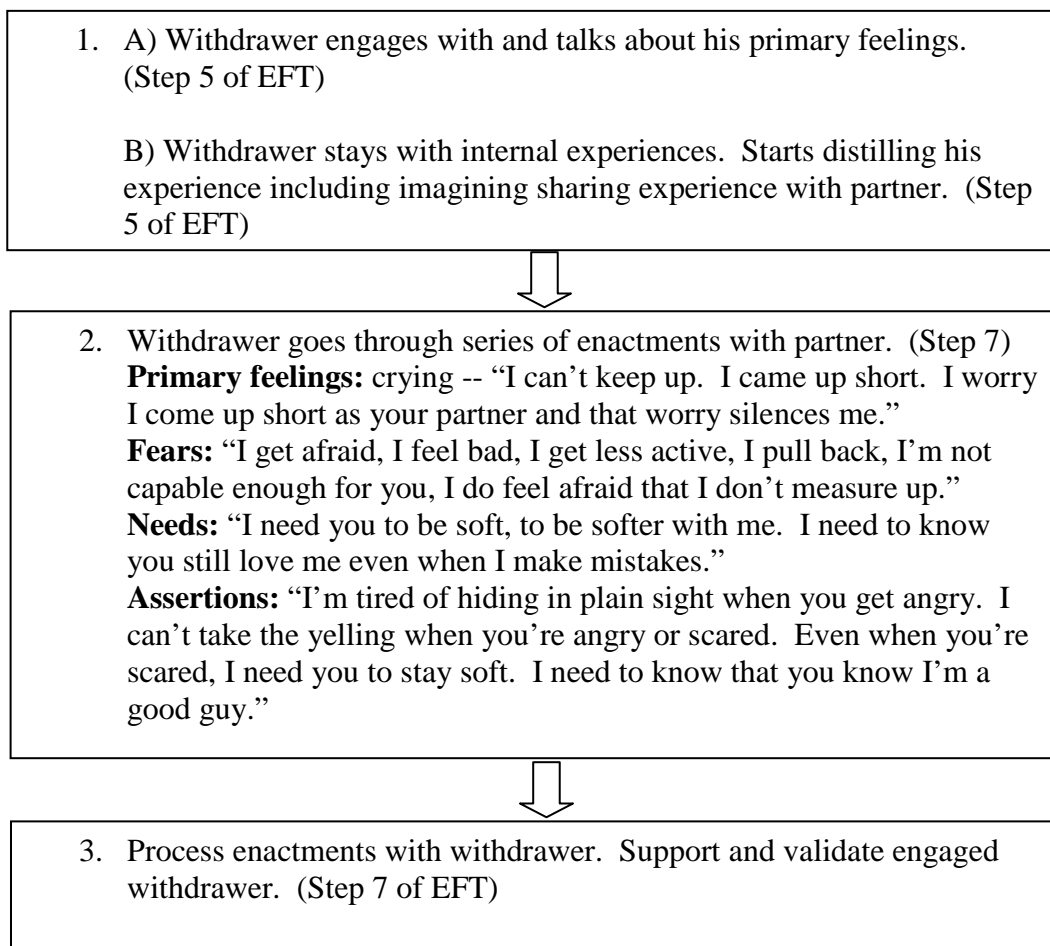 1. A) Withdrawer engages with and talks about his primary feelings.
(Step 5 of EFT)
B) Withdrawer stays with internal experiences. Starts distilling his
experience including imagining sharing experience with partner. (Step
5 of EFT)
2. Withdrawer goes through series of enactments with partner. (Step 7)
Primary feelings: crying -- “I can’t keep up. I came up short. I worry
I come up short as your partner and that worry silences me.”
Fears: “I get afraid, I feel bad, I get less active, I pull back, I’m not
capable enough for you, I do feel afraid that I don’t measure up.”
Needs: “I need you to be soft, to be softer with me. I need to know
you still love me even when I make mistakes.”
Assertions: “I’m tired of hiding in plain sight when you get angry. I
can’t take the yelling when you’re angry or scared. Even when you’re
scared, I need you to stay soft. I need to know that you know I’m a
good guy.”
3. Process enactments with withdrawer. Support and validate engaged
withdrawer. (Step 7 of EFT)